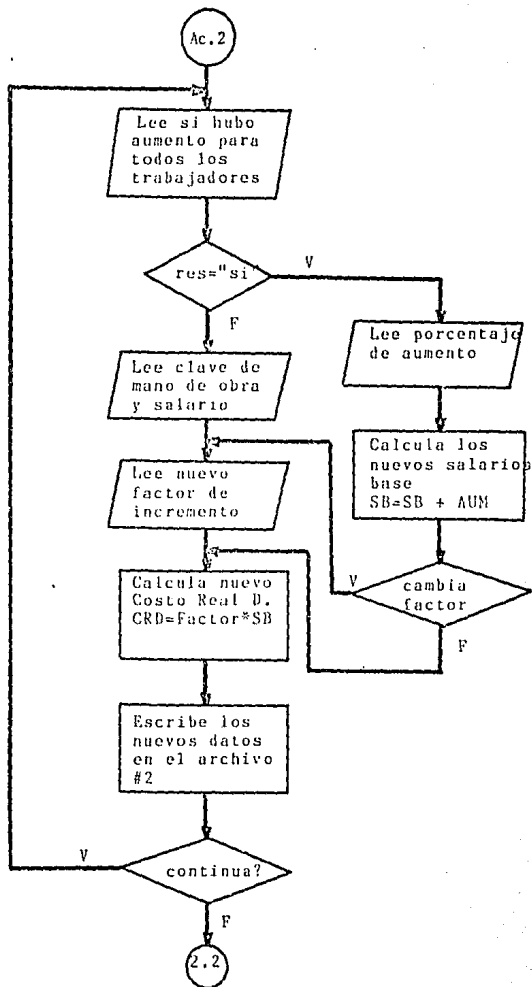 Ac.2
Lee si hubo
aumento para
todos los
trabajadores
res="si"
V
F
Lee porcentaje
de aumento
Lee clave de
mano de obra
y salario
Calcula los
nuevos salarios
base
SB=SB + AUM
Lee nuevo
factor de
incremento
cambia
factor
V
F
Calcula nuevo
Costo Real D.
CRD=Factor*SB
Escribe los
nuevos datos
en el archivo
#2
continua?
V
F
2.2